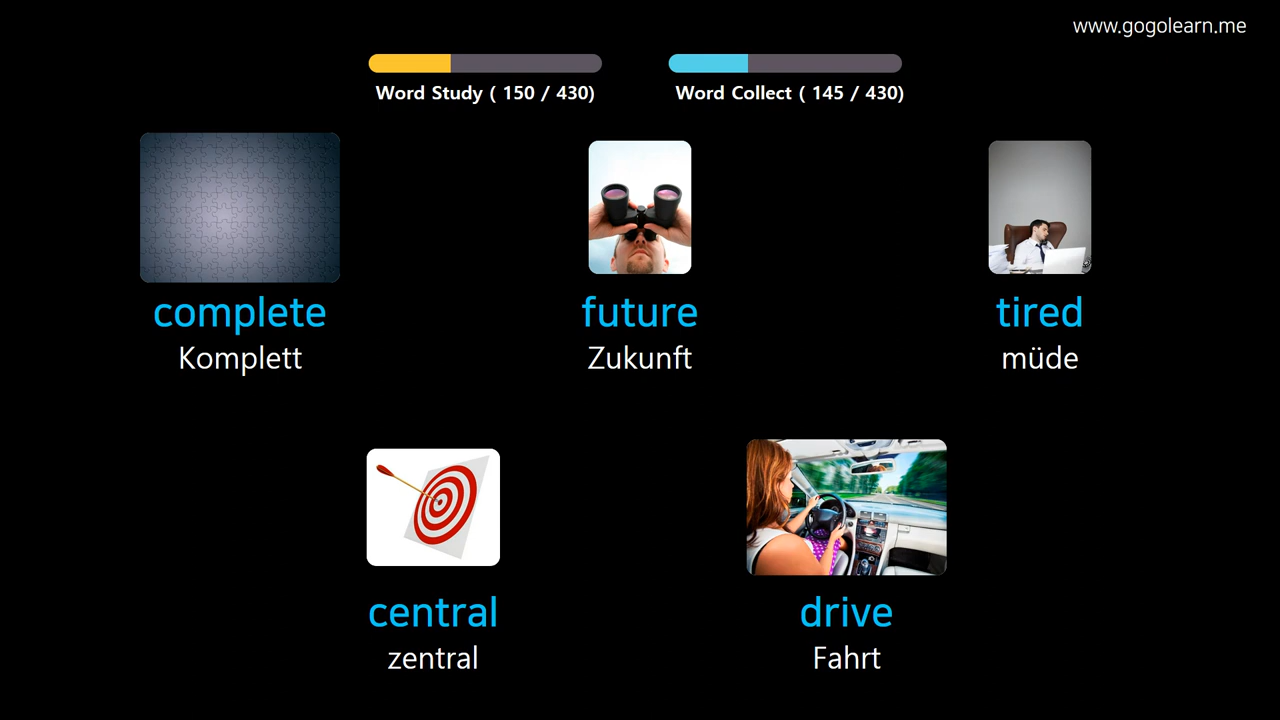 www.gogolearn.me
Word Study ( 150 / 430)
Word Collect ( 145 / 430)
complete
Komplett
future
Zukunft
tired
müde
central
zentral
drive
Fahrt